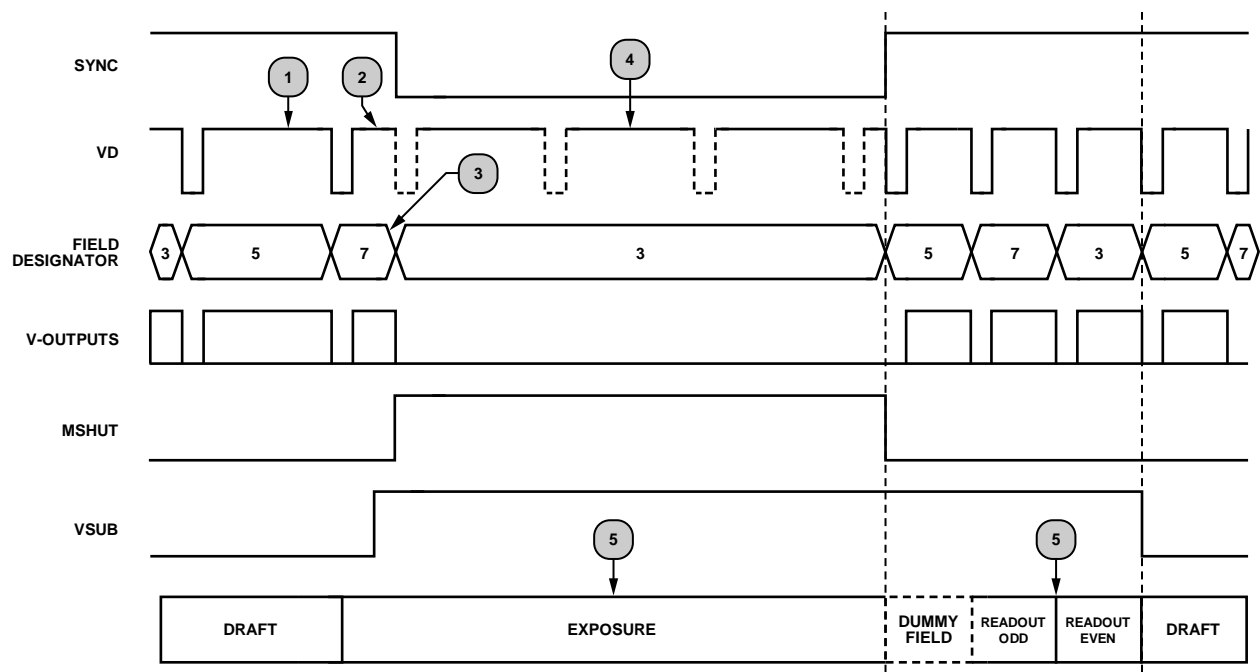 SYNC
1
2
4
VD
3
FIELD
DESIGNATOR
3
5
7
3
5
7
3
5
7
V-OUTPUTS
MSHUT
VSUB
5
5
DRAFT
EXPOSURE
DUMMY
FIELD
READOUT
ODD
READOUT
EVEN
DRAFT